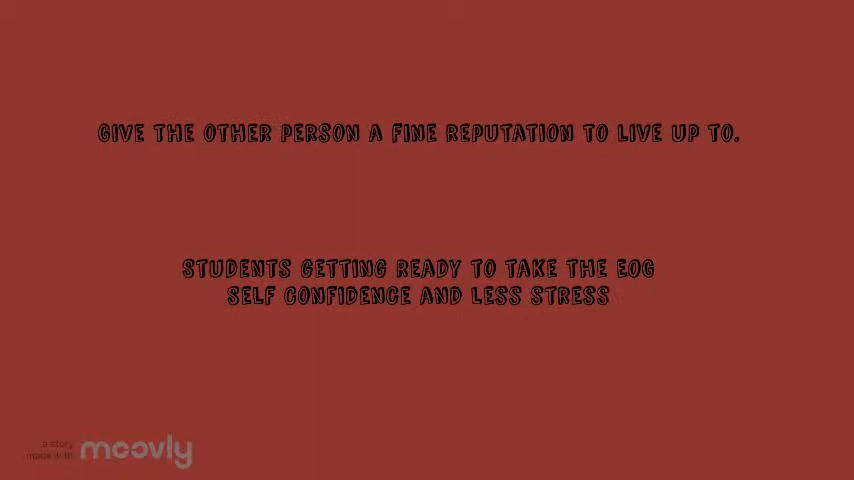 GIVE THE OTHER PERSON A FINE REPUTATION TO LIVE UP TO.
STUDENTS GETTING READY TO TAKE THE EOG
SELF CONFIDENCE AND LESS STRESS
a story
made with
moovly